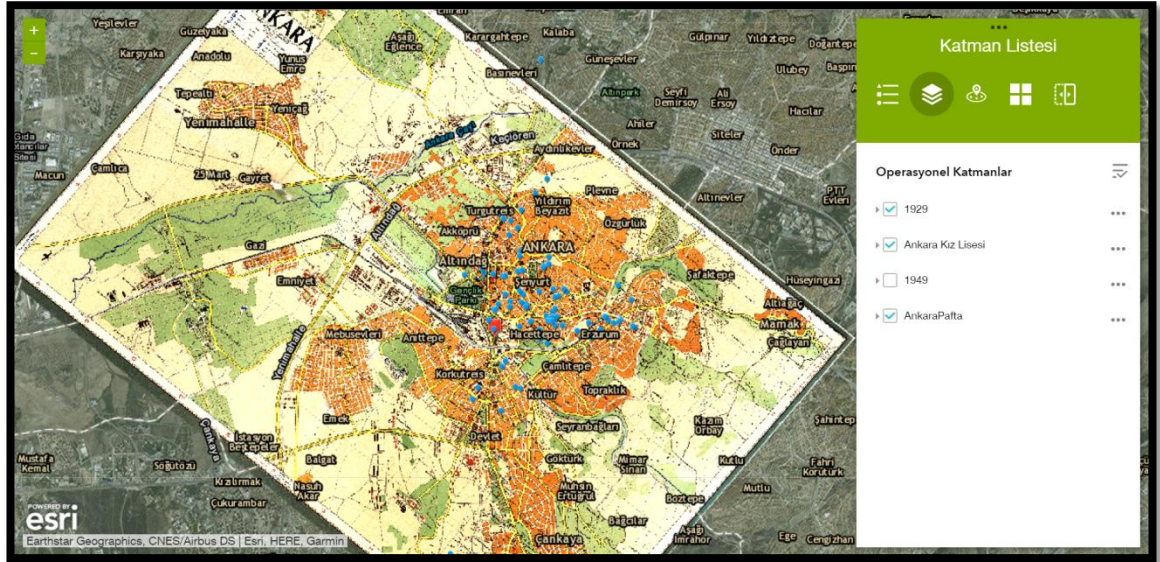 Yeşilevler
Güzelyaka
ANKARA
Aşağı
Eğlence
Karargahtepe
Kalaba
Gülpınar
Yıldıztepe
Doğantepe
Karşıyaka
Anadolu
Yunus
Emre
Güneşevler
Ulubey
Basınevleri
Tepealtı
Yeniçağ
Altınpark
Seyfi
Demirsoy
Ali
Ersoy
Hacılar
Yenimahalle
Ankara Çayı
Keçiören
Ahiler
Siteler
Aydınlıkevler
Örnek
Önder
Macun
Çamlıca
25 Mart
Gayret
Plevne
Altınevler
PTT
Evleri
Turgutreis
Yıldırım
Beyazıt
Özgürlük
Altındağ
Akköprü
ANKARA
Gazi
Altındağ
Şenyurt
Şafaktepe
Hüseyingazi
Emniyet
Gençlik
Parkı
Altıağaç
Mamak
Mebusevleri
Anıttepe
Hacettepe
Erzurum
Çağlayan
Yenimahalle
Korkutreis
Çamlıtepe
Kültür
Topraklık
Emek
Çankaya
İstasyon
Beştepeler
Devlet
Seyranbağları
Kazım
Orbay
Şahintep
Mustafa
Kemal
Söğütözü
Balgat
Göktürk
Mimar
Sinan
Kutlu
Fahri
Korutürk
Kızılırmak
Nasuh
Akar
Muhsin
Ertuğrul
Mutlu
Çukurambar
Boztepe
Bağcılar
Çankaya
Aşağı
İmrahor
Ege
Cengizhan
POWERED BY
esri
Earthstar Geographics, CNES/Airbus DS | Esri, HERE, Garmin
Katman Listesi
Operasyonel Katmanlar
1929
Ankara Kız Lisesi
1949
AnkaraPafta